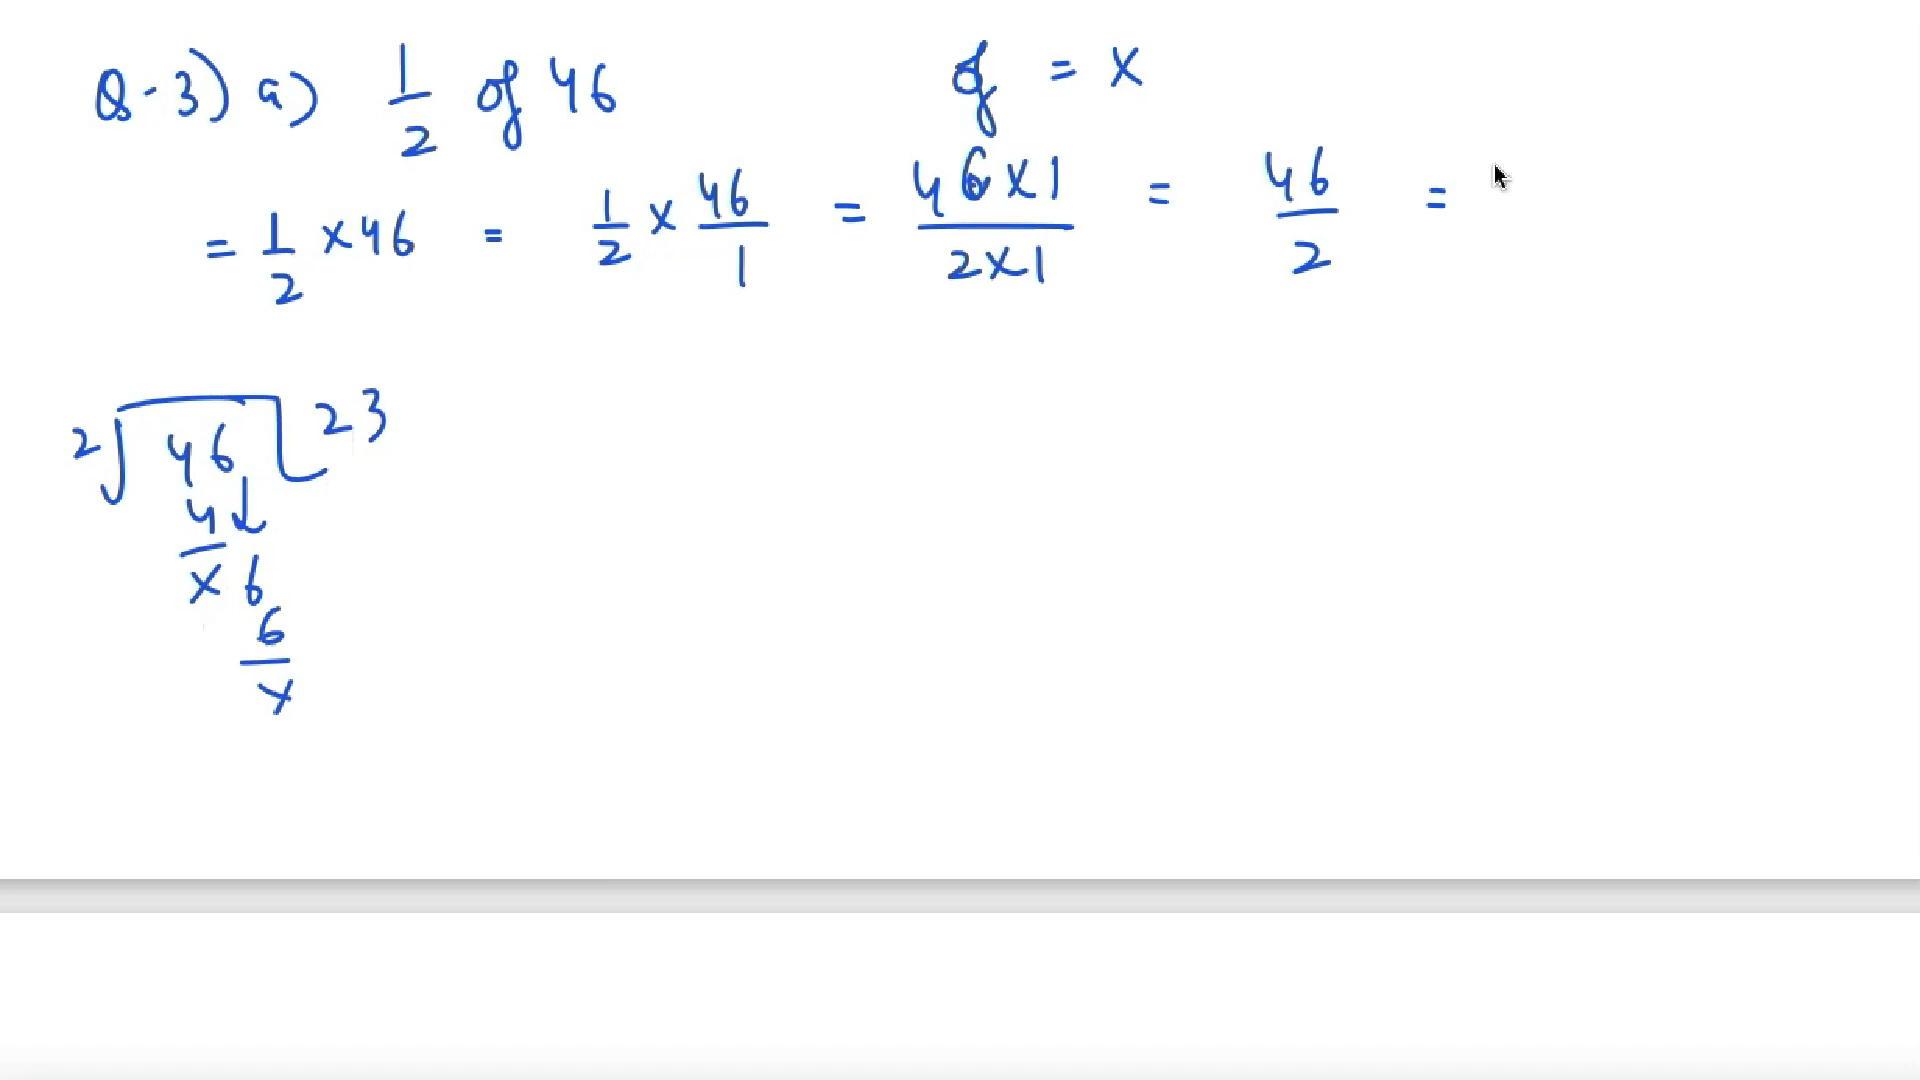 Q-3) a) 1/2 of 46 of = x
= 1/2 x 46 = 1/2 x 46/1 = 46x1/2x1 = 46/2 =
2 46 23
4
x 6
6
x